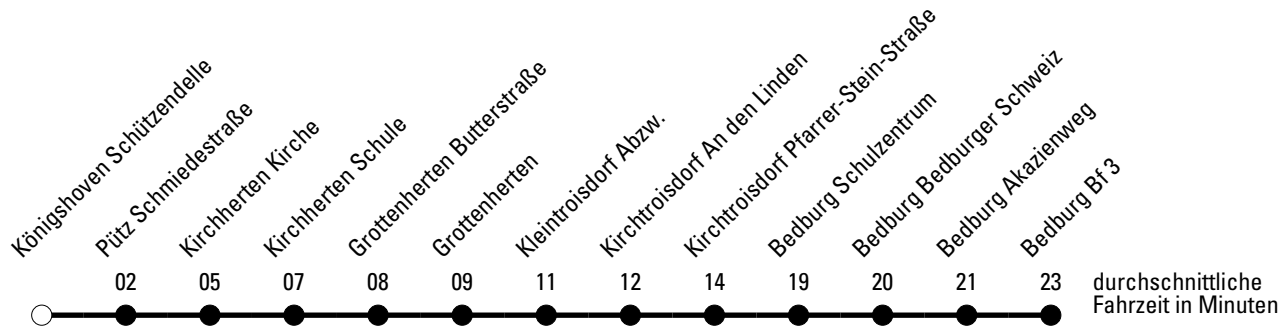 Königshoven Schützendelle
Pütz Schmiedestraße
Kirchherten Kirche
Kirchherten Schule
Grottenherten Butterstraße
Grottenherten
Kleintroisdorf Abzw.
Kirchtroisdorf An den Linden
Kirchtroisdorf Pfarrer-Stein-Straße
Bedburg Schulzentrum
Bedburg Bedburger Schweiz
Bedburg Akazienweg
Bedburg Bf 3
02 05 07 08 09 11 12 14 19 20 21 23
durchschnittliche
Fahrzeit in Minuten